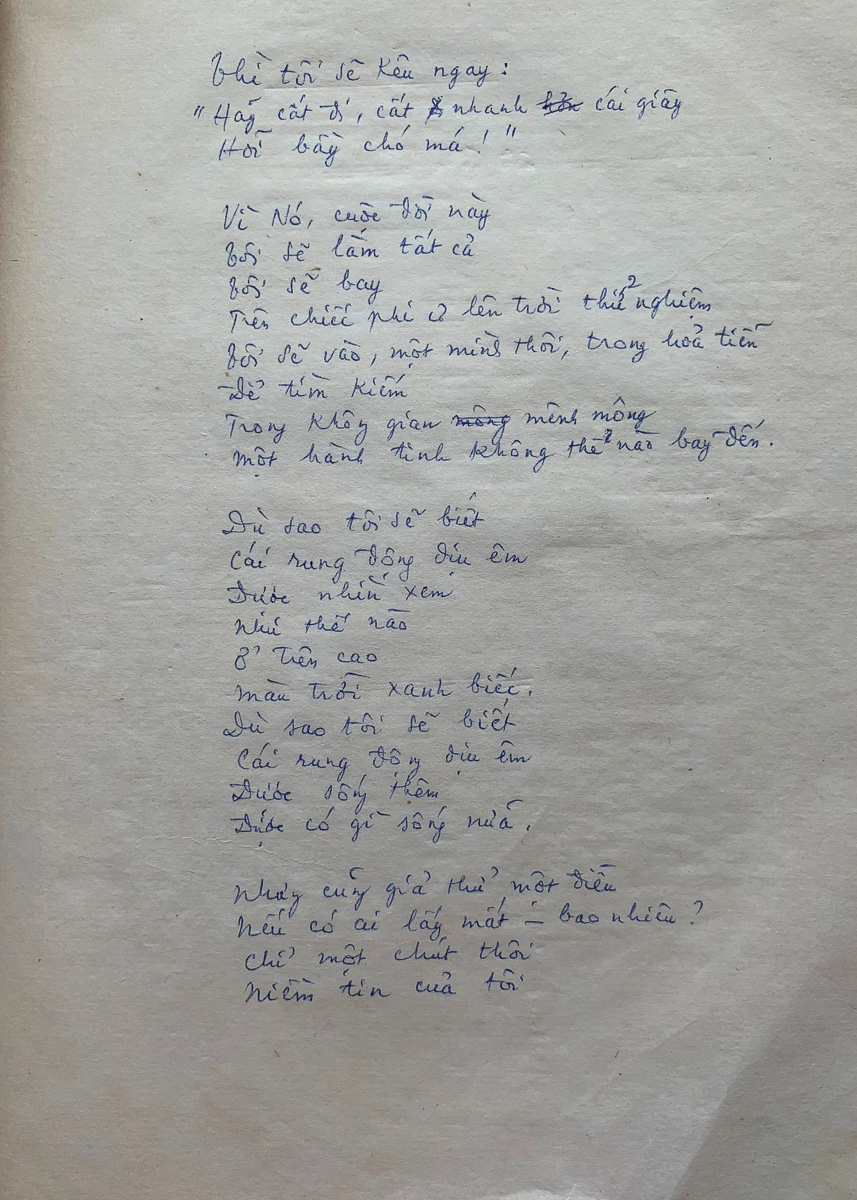 Thì tôi sẽ kêu ngay:
"Hãy cắt đi, cắt nhanh cái giây
Hỡi bầy chó má!"
Vì Nó, cuộc đời này
Tôi sẽ làm tất cả
Tôi sẽ bay
Trên chiếc phi cơ lên trời thử nghiệm
Tôi sẽ vào, một mình thôi, trong hoả tiễn
Để tìm kiếm
Trong không gian mênh mông
Một hành tinh không thể nào bay đến.
Dù sao tôi sẽ biết
Cái rung động dịu êm
Được nhìn xem
Như thế nào
Ở trên cao
Màu trời xanh biếc.
Dù sao tôi sẽ biết
Cái rung động dịu êm
Được sống thêm
Được có gì sống nữa.
Nhưng cũng giả thử một điều
Nếu có ai lấy mất – bao nhiêu?
Chỉ một chút thôi
Niềm tin của tôi